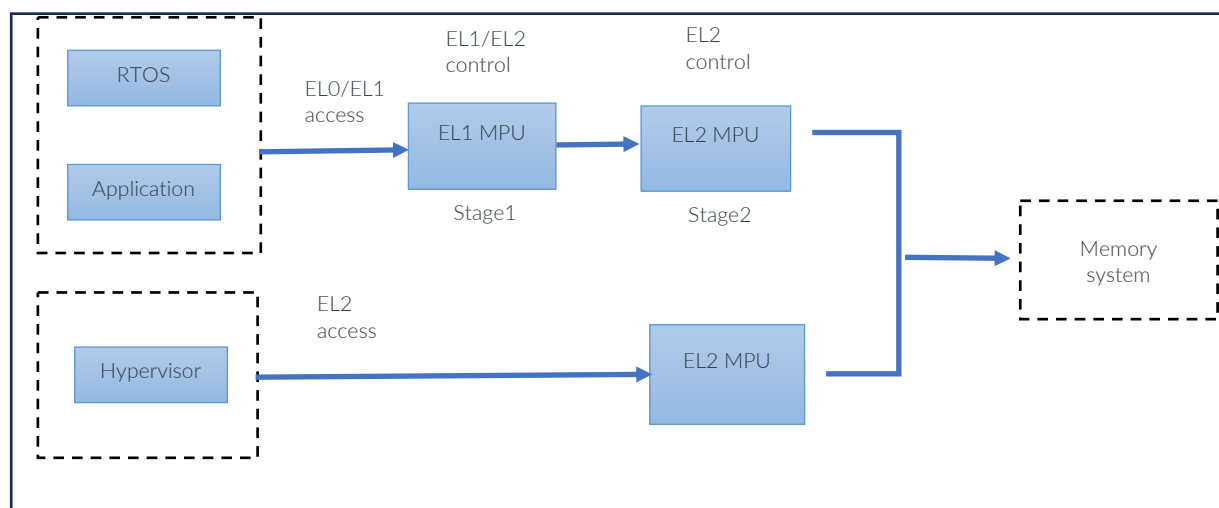 RTOS
Application
EL0/EL1
access
EL1/EL2
control
EL1 MPU
Stage1
EL2
control
EL2 MPU
Stage2
Memory
system
Hypervisor
EL2
access
EL2 MPU